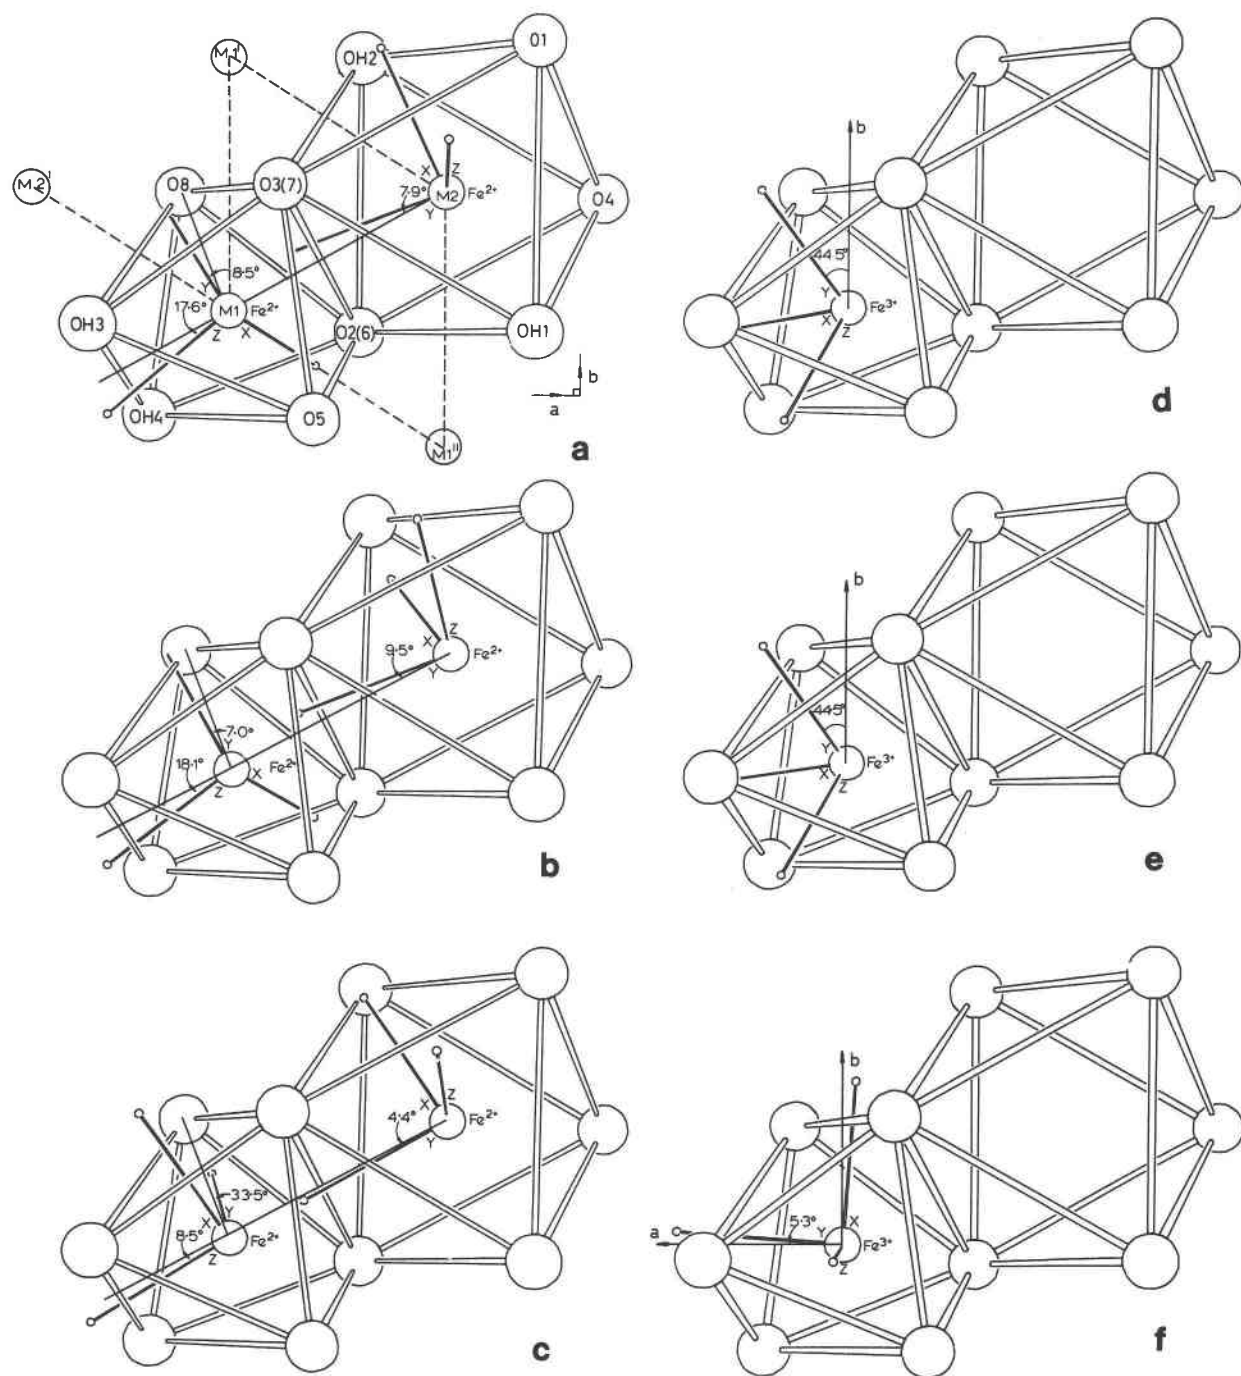 M1'
OH2
O1
M2'
O8
O3(7)
X
Z
7·9°
M2
Fe²⁺
Y
O4
Y
8·5°
17·6°
M1
Fe²⁺
Z
X
OH3
O2(6)
OH1
b
a
OH4
O5
M1"
a
b
44·5°
Y
Fe³⁺
X
Z
d
9·5°
X
Z
Fe²⁺
Y
7·0°
Y
18·1°
X
Fe²⁺
Z
b
b
44·5°
Y
Fe³⁺
X
Z
e
4·4°
X
Z
Fe²⁺
Y
33·5°
X
Y
8·5°
Fe²⁺
Z
c
b
a
Y
5·3°
X
Fe³⁺
Z
f